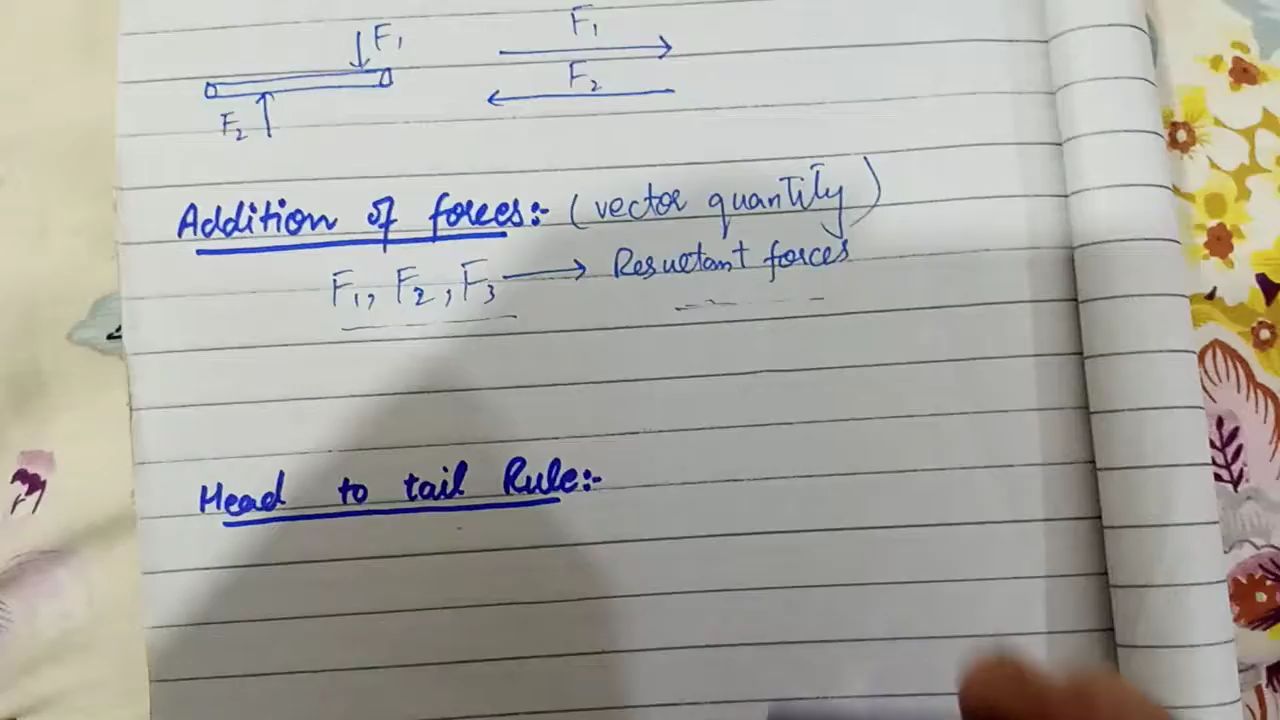 F₁ F₁
F₂
F₂
Addition of forces:- (vector quantity)
F₁, F₂, F₃ ⟶ Resultant forces
Head to tail Rule:-